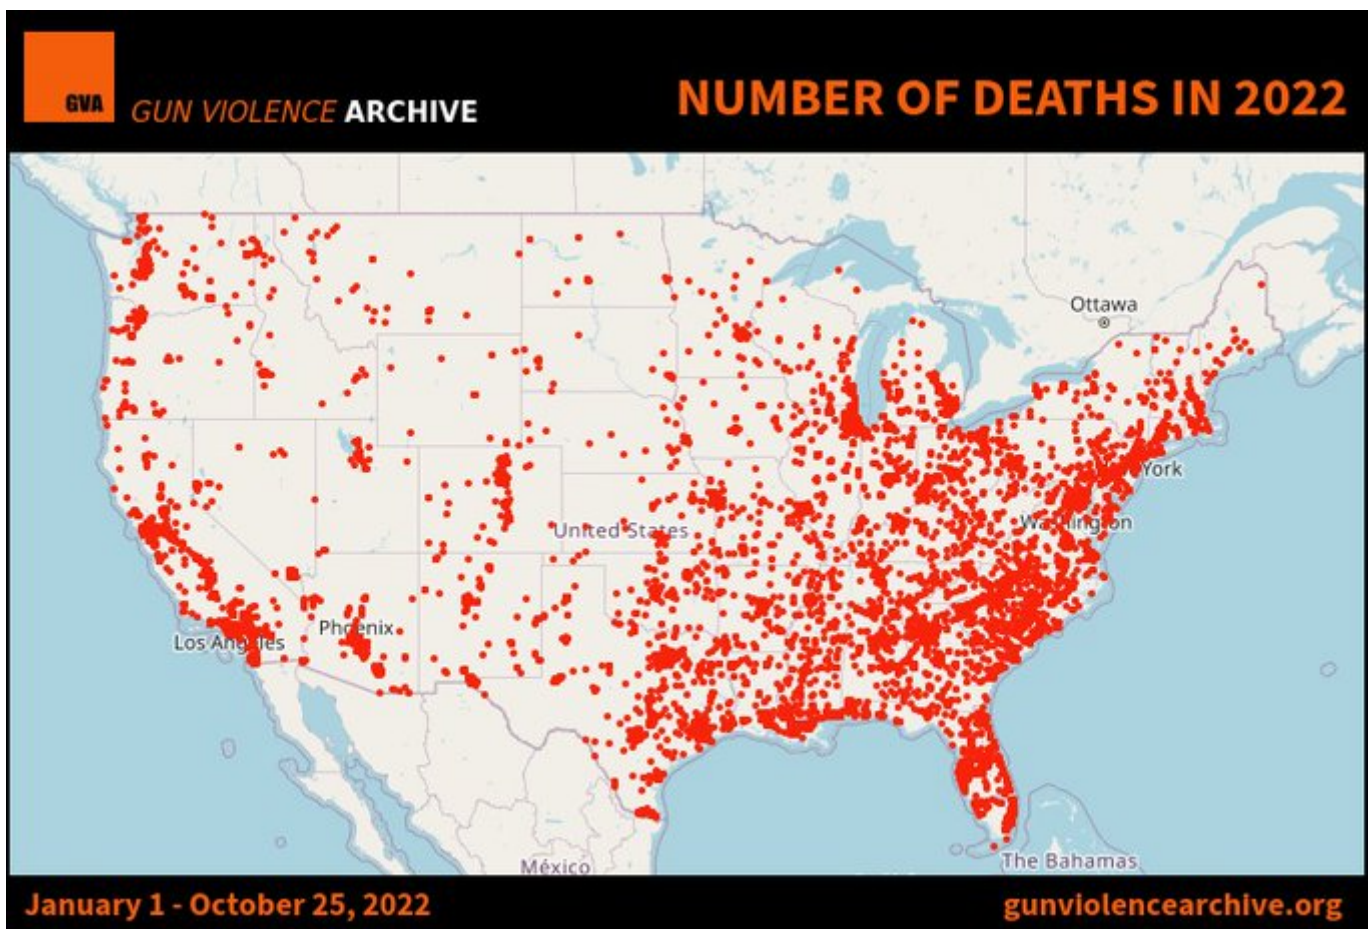 GVA
GUN VIOLENCE ARCHIVE
NUMBER OF DEATHS IN 2022
Ottawa
York
United States
Washington
Los Angeles
Phoenix
México
The Bahamas
January 1 - October 25, 2022
gunviolencearchive.org